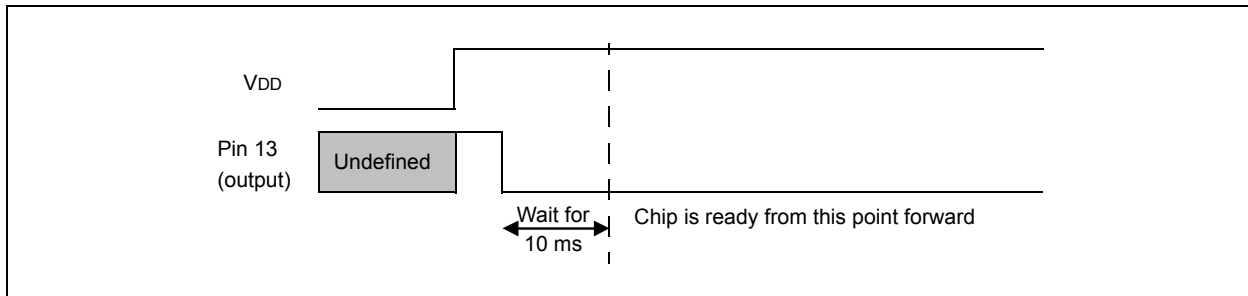 VDD
Pin 13
(output)
Undefined
Wait for
10 ms
Chip is ready from this point forward